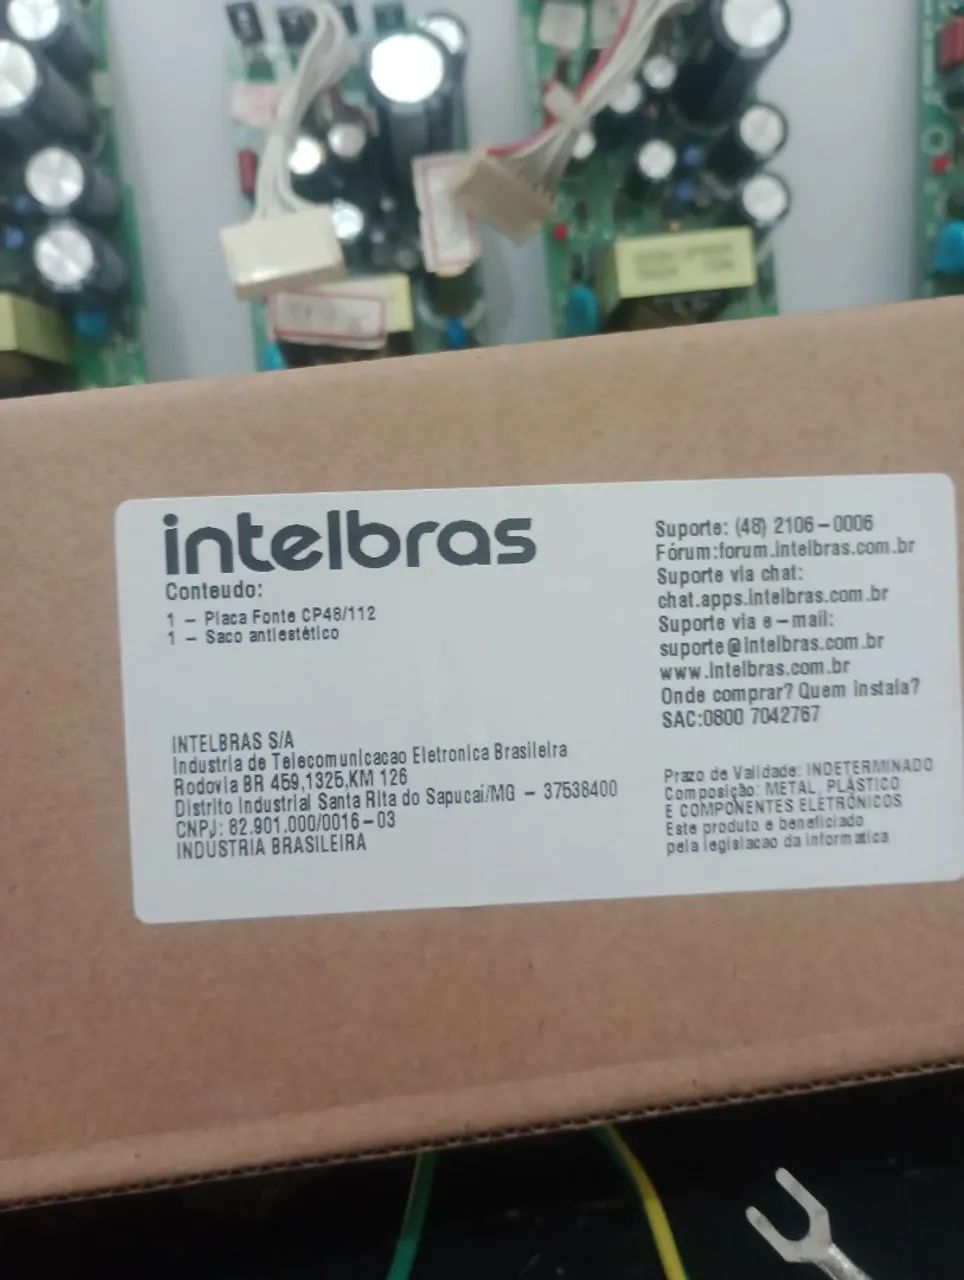 intelbras
Conteudo:
1 - Placa Fonte CP48/112
1 - Saco antiestético
INTELBRAS S/A
Industria de Telecomunicacao Eletronica Brasileira
Rodovia BR 459,1325,KM 126
Distrito Industrial Santa Rita do Sapucai/MG - 37538400
CNPJ: 82.901.000/0016-03
INDUSTRIA BRASILEIRA
Suporte: (48) 2106-0006
Fórum:forum.intelbras.com.br
Suporte via chat:
chat.apps.intelbras.com.br
Suporte via e-mail:
suporte@intelbras.com.br
www.intelbras.com.br
Onde comprar? Quem instala?
SAC:0800 7042767
Prazo de Validade: INDETERMINADO
Composição: METAL, PLÁSTICO
E COMPONENTES ELETRÔNICOS
Este produto e beneficiado
pela legislacao da informatica